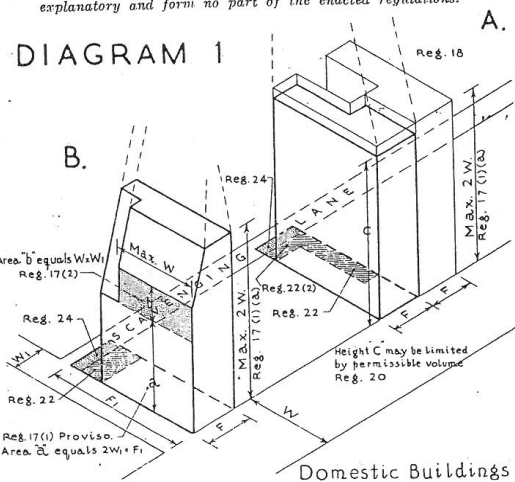 explanatory and form no part of the enacted regulations.
A.
DIAGRAM 1
Reg. 18
B.
Reg. 24
SCAVENGING LANE
Max. 2 W.
Reg. 17 (1) (a)
C
Max. W
Area "b" equals WxW1
Reg. 17(2)
b
Max. 2 W.
Reg. 17 (1) (a)
Reg. 22(2)
Reg. 22
Reg. 24
F
F
W1
a
Height "C" may be limited
by permissible volume
Reg. 20
Reg. 22
F1
F
W
Reg. 17(1) Proviso.
Area "a" equals 2W1 x F1
Domestic Buildings